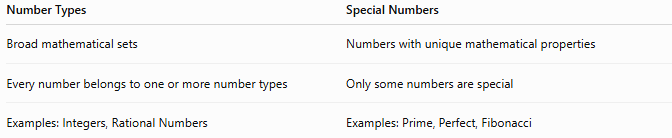 Number Types Special Numbers
Broad mathematical sets Numbers with unique mathematical properties
Every number belongs to one or more number types Only some numbers are special
Examples: Integers, Rational Numbers Examples: Prime, Perfect, Fibonacci